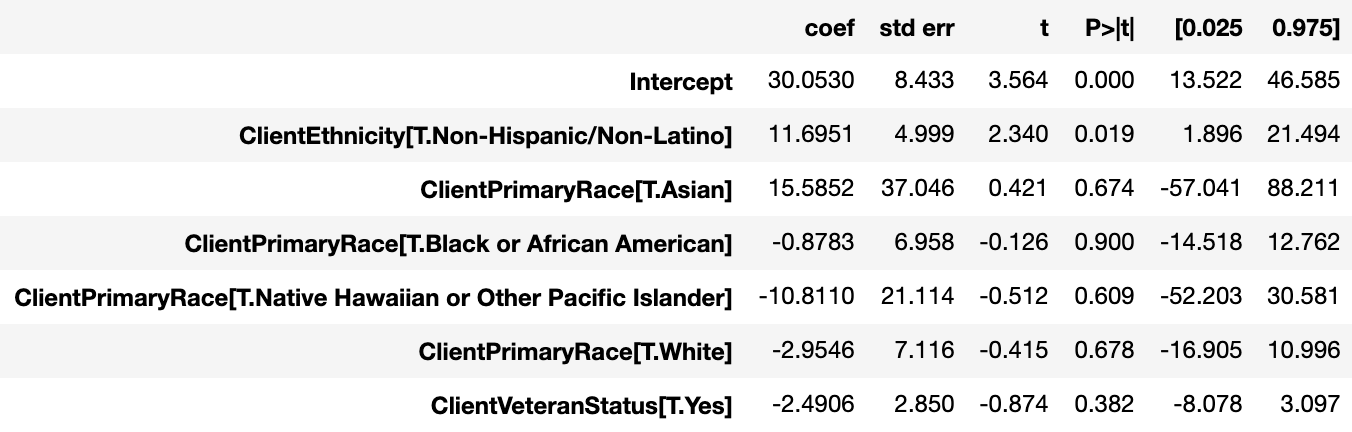 coef std err t P>|t| [0.025 0.975]
Intercept 30.0530 8.433 3.564 0.000 13.522 46.585
ClientEthnicity[T.Non-Hispanic/Non-Latino] 11.6951 4.999 2.340 0.019 1.896 21.494
ClientPrimaryRace[T.Asian] 15.5852 37.046 0.421 0.674 -57.041 88.211
ClientPrimaryRace[T.Black or African American] -0.8783 6.958 -0.126 0.900 -14.518 12.762
ClientPrimaryRace[T.Native Hawaiian or Other Pacific Islander] -10.8110 21.114 -0.512 0.609 -52.203 30.581
ClientPrimaryRace[T.White] -2.9546 7.116 -0.415 0.678 -16.905 10.996
ClientVeteranStatus[T.Yes] -2.4906 2.850 -0.874 0.382 -8.078 3.097